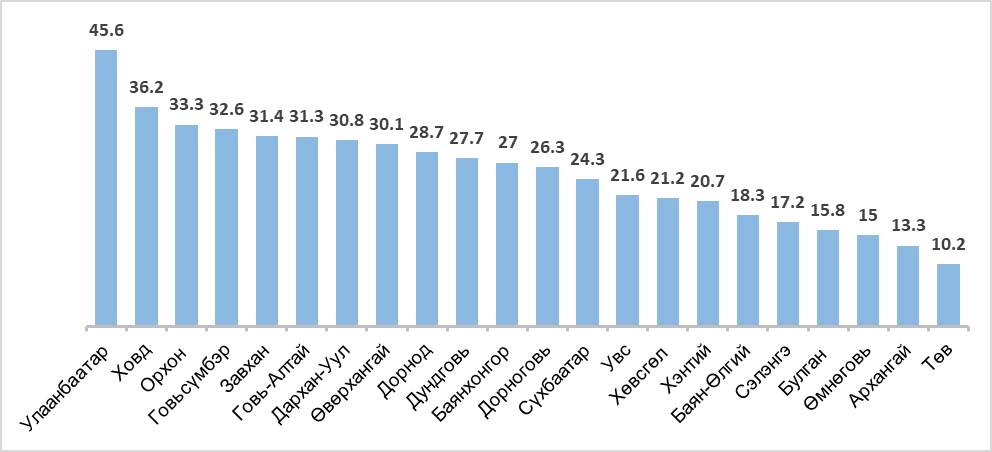 45.6
36.2
33.3
32.6
31.4
31.3
30.8
30.1
28.7
27.7
27
26.3
24.3
21.6
21.2
20.7
18.3
17.2
15.8
15
13.3
10.2
Улаанбаатар
Ховд
Орхон
Говьсүмбэр
Завхан
Говь-Алтай
Дархан-Уул
Өвөрхангай
Дорнод
Дундговь
Баянхонгор
Дорноговь
Сүхбаатар
Увс
Хөвсгөл
Хэнтий
Баян-Өлгий
Сэлэнгэ
Булган
Өмнөговь
Архангай
Төв